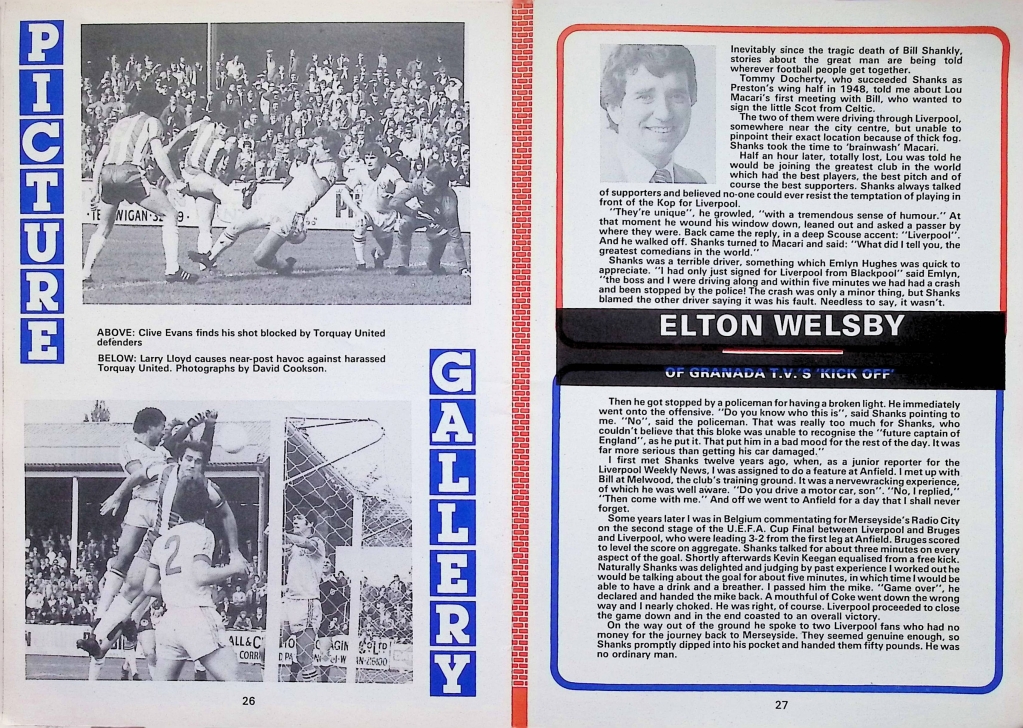 PICTURE
TE
WIGAN 32
9
ABOVE: Clive Evans finds his shot blocked by Torquay United
defenders
BELOW: Larry Lloyd causes near-post havoc against harassed
Torquay United. Photographs by David Cookson.
GALLERY
2
ALL & C
CORRU
AGING
26
Inevitably since the tragic death of Bill Shankly,
stories about the great man are being told
wherever football people get together.
Tommy Docherty, who succeeded Shanks as
Preston's wing half in 1948, told me about Lou
Macari's first meeting with Bill, who wanted to
sign the little Scot from Celtic.
The two of them were driving through Liverpool,
somewhere near the city centre, but unable to
pinpoint their exact location because of thick fog.
Shanks took the time to 'brainwash' Macari.
Half an hour later, totally lost, Lou was told he
would be joining the greatest club in the world
which had the best players, the best pitch and of
course the best supporters. Shanks always talked
of supporters and believed no-one could ever resist the temptation of playing in
front of the Kop for Liverpool.
"They're unique", he growled, "with a tremendous sense of humour." At
that moment he wound his window down, leaned out and asked a passer by
where they were. Back came the reply, in a deep Scouse accent: "Liverpool".
And he walked off. Shanks turned to Macari and said: "What did I tell you, the
greatest comedians in the world."
Shanks was a terrible driver, something which Emlyn Hughes was quick to
appreciate. "I had only just signed for Liverpool from Blackpool" said Emlyn,
"the boss and I were driving along and within five minutes we had had a crash
and been stopped by the police! The crash was only a minor thing, but Shanks
blamed the other driver saying it was his fault. Needless to say, it wasn't.
ELTON WELSBY
OF GRANADA T.V.'S 'KICK OFF'
Then he got stopped by a policeman for having a broken light. He immediately
went onto the offensive. "Do you know who this is", said Shanks pointing to
me. "No", said the policeman. That was really too much for Shanks, who
couldn't believe that this bloke was unable to recognise the "future captain of
England", as he put it. That put him in a bad mood for the rest of the day. It was
far more serious than getting his car damaged."
I first met Shanks twelve years ago, when, as a junior reporter for the
Liverpool Weekly News, I was assigned to do a feature at Anfield. I met up with
Bill at Melwood, the club's training ground. It was a nervewracking experience,
of which he was well aware. "Do you drive a motor car, son". "No, I replied,"
"Then come with me." And off we went to Anfield for a day that I shall never
forget.
Some years later I was in Belgium commentating for Merseyside's Radio City
on the second stage of the U.E.F.A. Cup Final between Liverpool and Bruges
and Liverpool, who were leading 3-2 from the first leg at Anfield. Bruges scored
to level the score on aggregate. Shanks talked for about three minutes on every
aspect of the goal. Shortly afterwards Kevin Keegan equalised from a free kick.
Naturally Shanks was delighted and judging by past experience I worked out he
would be talking about the goal for about five minutes, in which time I would be
able to have a drink and a breather. I passed him the mike. "Game over", he
declared and handed the mike back. A mouthful of Coke went down the wrong
way and I nearly choked. He was right, of course. Liverpool proceeded to close
the game down and in the end coasted to an overall victory.
On the way out of the ground he spoke to two Liverpool fans who had no
money for the journey back to Merseyside. They seemed genuine enough, so
Shanks promptly dipped into his pocket and handed them fifty pounds. He was
no ordinary man.
27